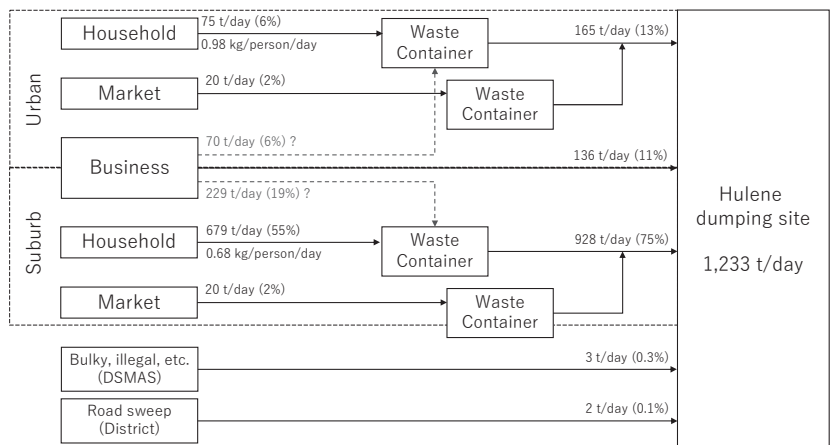 Urban
Household
75 t/day (6%)
0.98 kg/person/day
Waste
Container
165 t/day (13%)
Market
20 t/day (2%)
Waste
Container
Business
70 t/day (6%) ?
136 t/day (11%)
229 t/day (19%) ?
Suburb
Household
679 t/day (55%)
0.68 kg/person/day
Waste
Container
928 t/day (75%)
Market
20 t/day (2%)
Waste
Container
Bulky, illegal, etc.
(DSMAS)
3 t/day (0.3%)
Road sweep
(District)
2 t/day (0.1%)
Hulene
dumping site
1,233 t/day